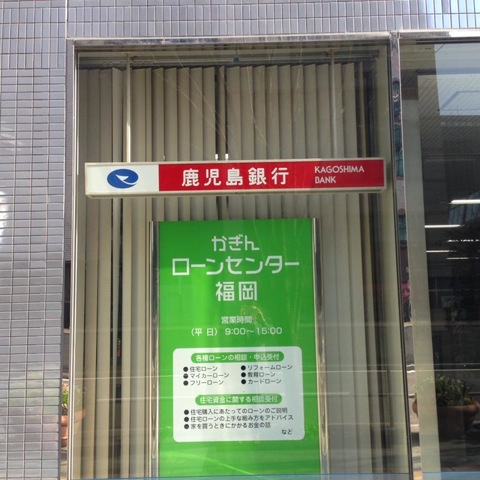 鹿児島銀行 KAGOSHIMA BANK
かぎん
ローンセンター
福岡
営業時間
(平 日) 9:00~15:00
各種ローンの相談・申込受付
●住宅ローン ●リフォームローン
●マイカーローン ●教育ローン
●フリーローン ●カードローン
住宅資金に関する相談受付
●住宅購入にあたってのローンのご説明
●住宅ローンの上手な組み方をアドバイス
●家を買うときにかかるお金の話
など